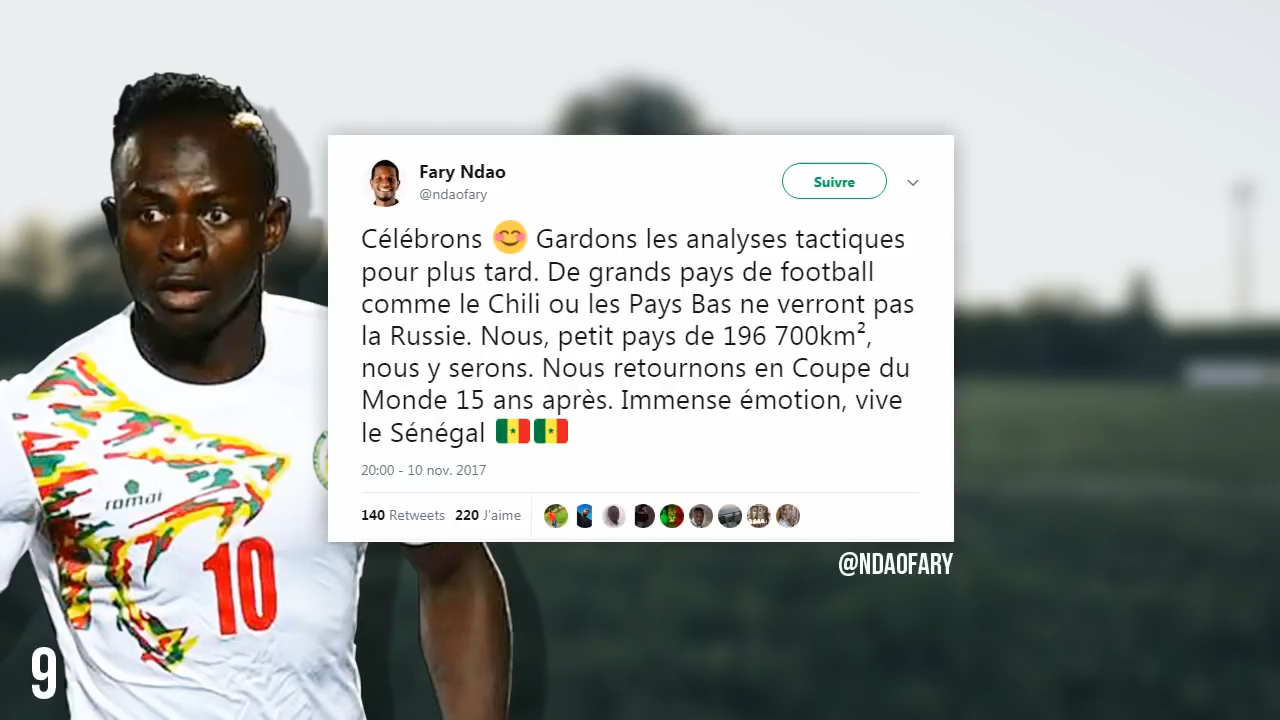 Fary Ndao
@ndaofary
Suivre
Célébrons 😊 Gardons les analyses tactiques
pour plus tard. De grands pays de football
comme le Chili ou les Pays Bas ne verront pas
la Russie. Nous, petit pays de 196 700km²,
nous y serons. Nous retournons en Coupe du
Monde 15 ans après. Immense émotion, vive
le Sénégal 🇸🇳🇸🇳
20:00 - 10 nov. 2017
140 Retweets 220 J'aime
@NDAOFARY
romai
10
9